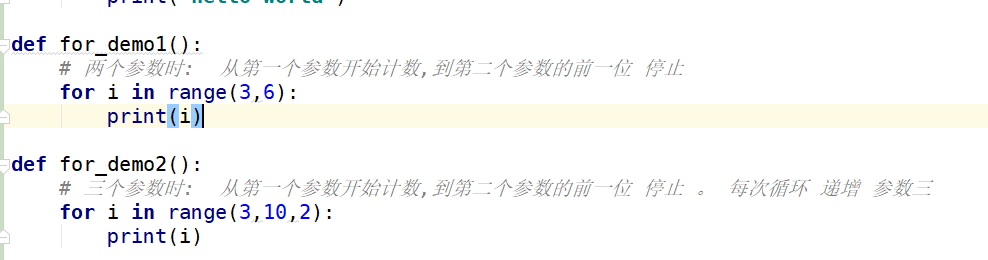 print("hello world")
def for_demo1():
# 两个参数时: 从第一个参数开始计数,到第二个参数的前一位 停止
for i in range(3,6):
print(i)
def for_demo2():
# 三个参数时: 从第一个参数开始计数,到第二个参数的前一位 停止 。 每次循环 递增 参数三
for i in range(3,10,2):
print(i)